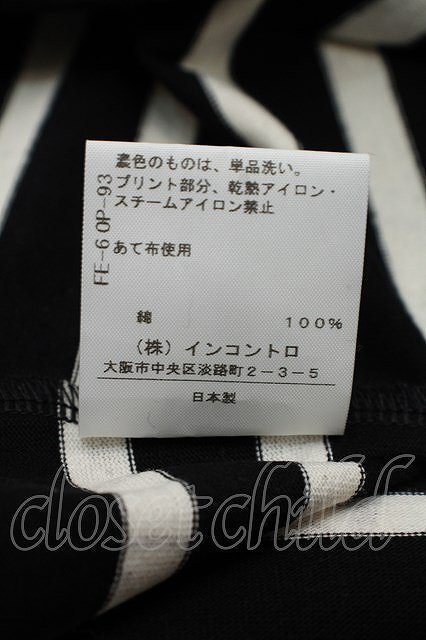 濃色のものは、単品洗い。
プリント部分、乾熱アイロン・
スチームアイロン禁止
あて布使用
FE-60P-93
綿 100%
（株）インコントロ
大阪市中央区淡路町2-3-5
日本製
closetchild